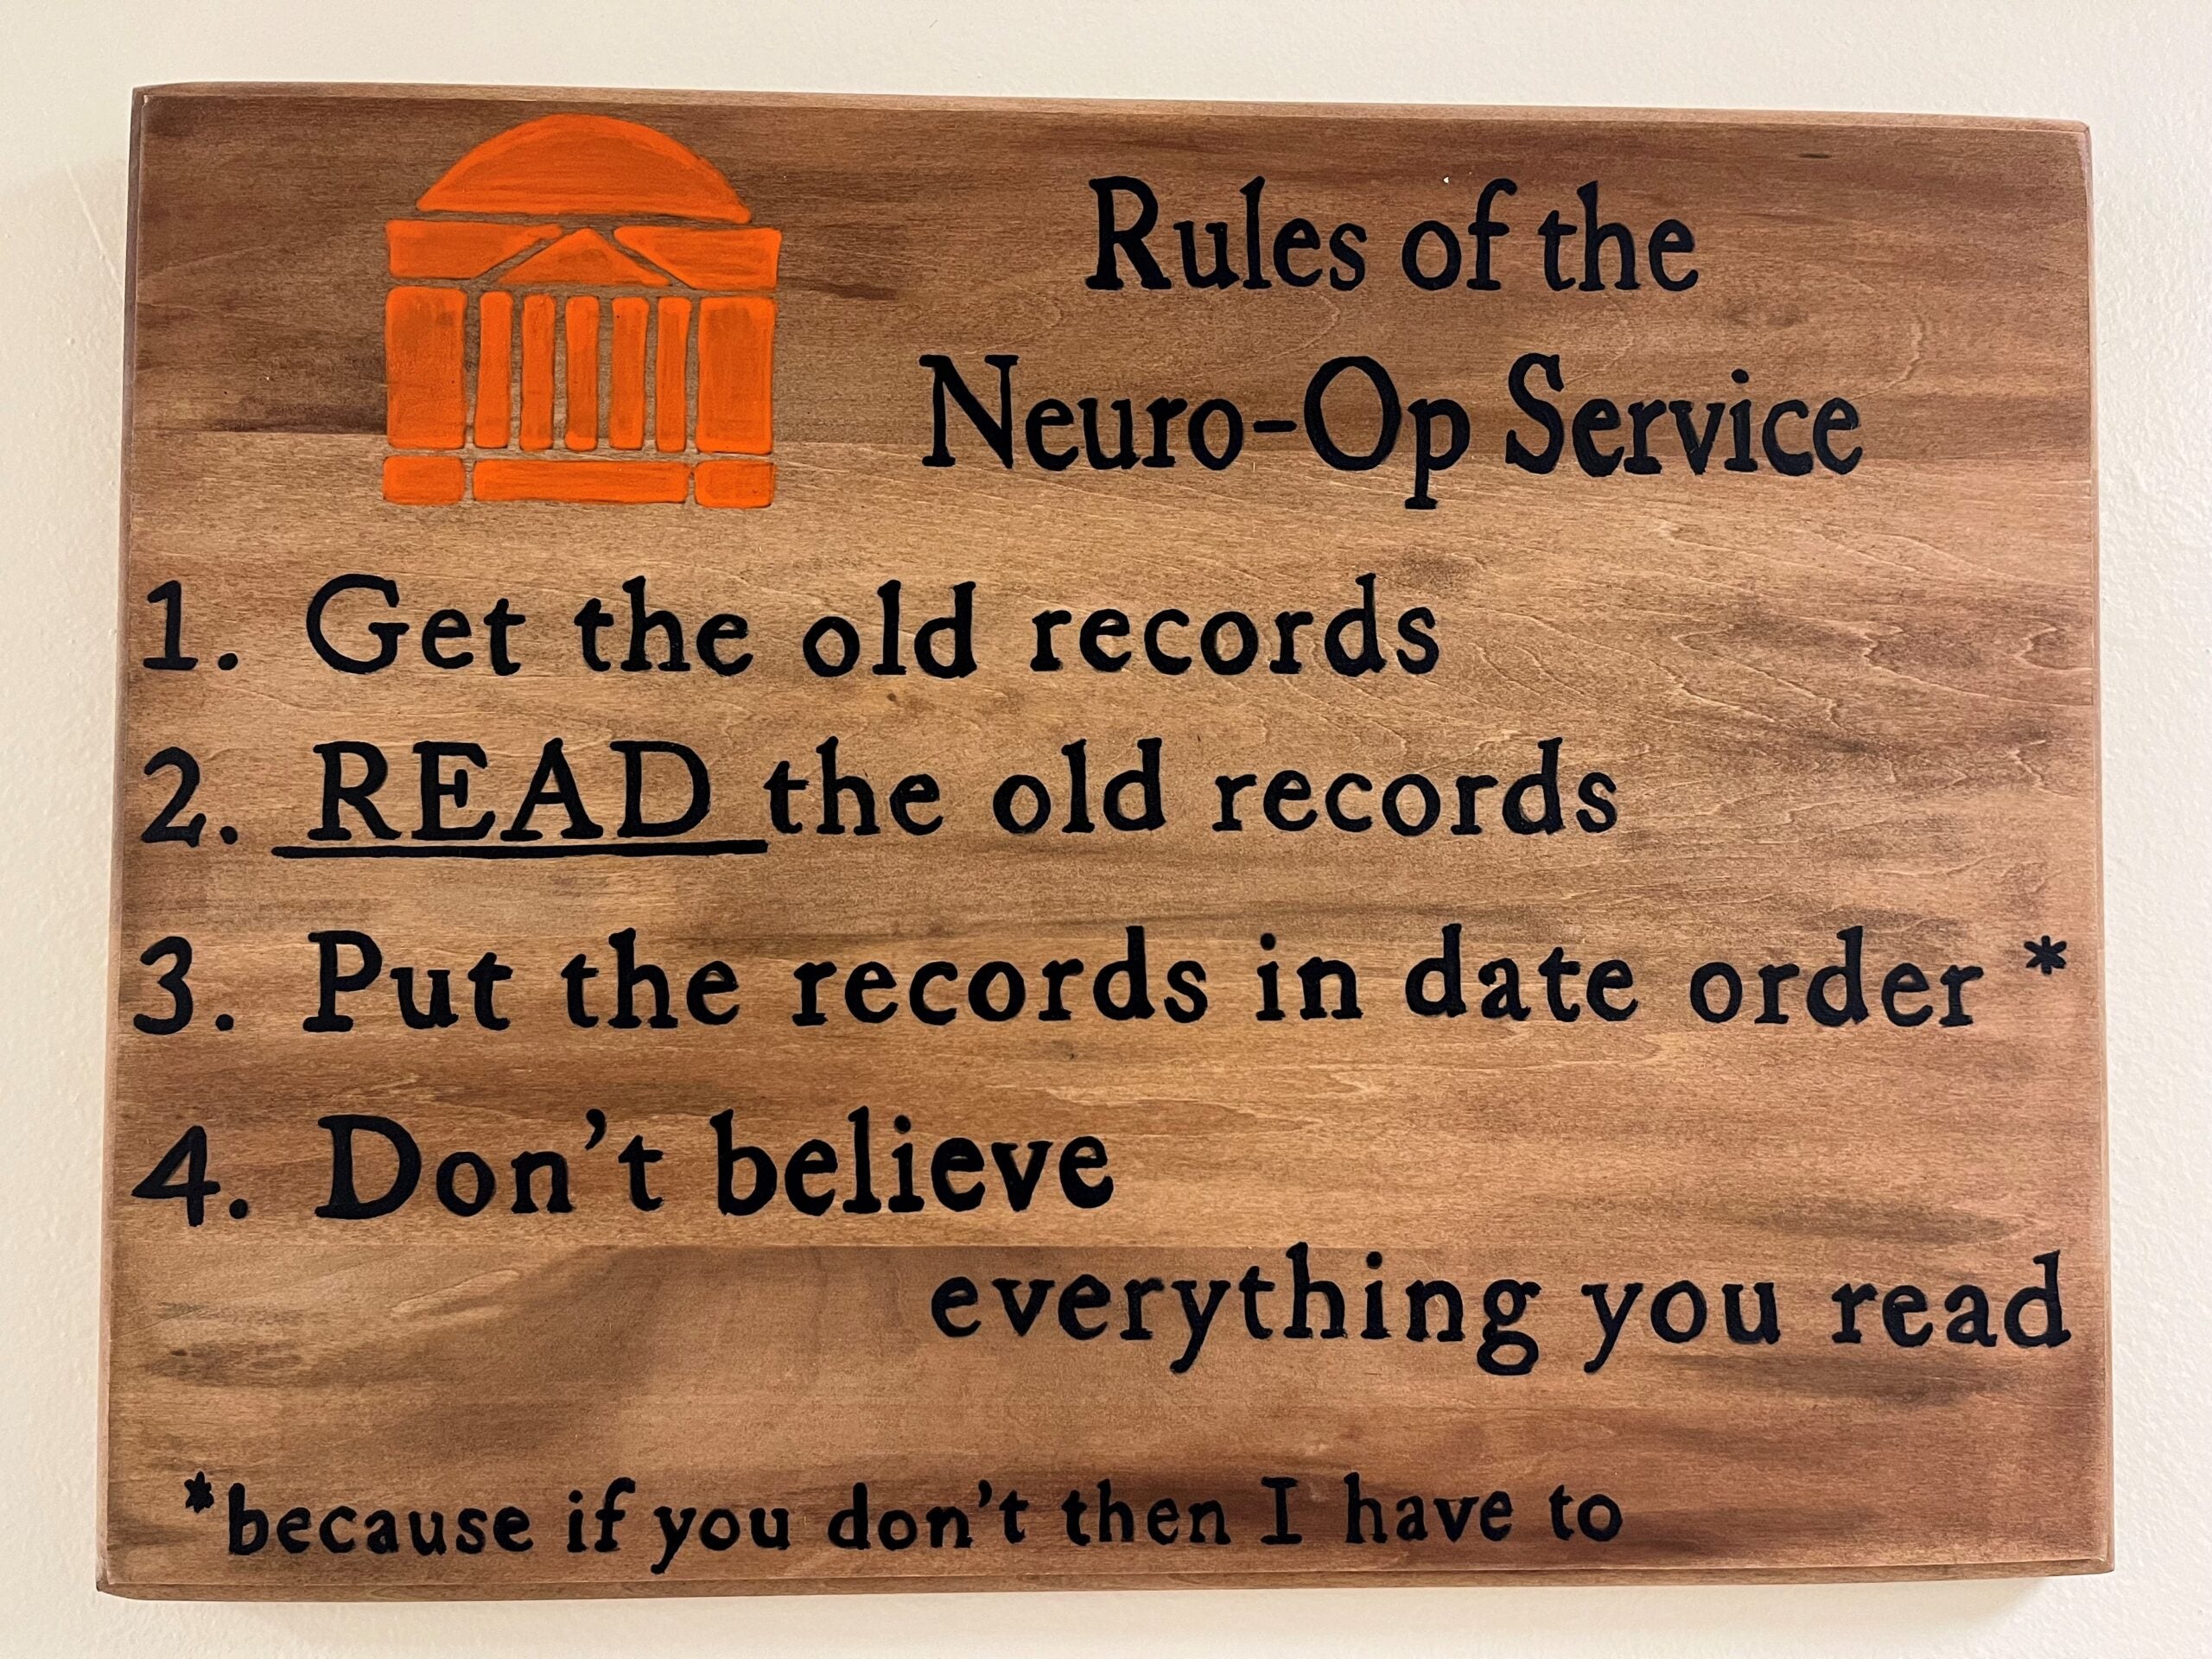 Rules of the
Neuro-Op Service
1. Get the old records
2. READ the old records
3. Put the records in date order *
4. Don't believe
everything you read
*because if you don't then I have to